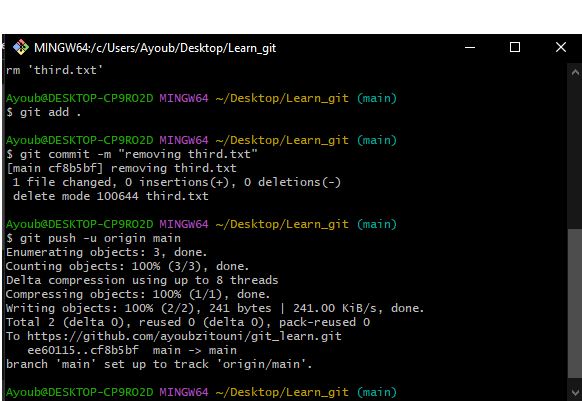 MINGW64:/c/Users/Ayoub/Desktop/Learn_git
rm 'third.txt'
Ayoub@DESKTOP-CP9RO2D MINGW64 ~/Desktop/Learn_git (main)
$ git add .
Ayoub@DESKTOP-CP9RO2D MINGW64 ~/Desktop/Learn_git (main)
$ git commit -m "removing third.txt"
[main cf8b5bf] removing third.txt
1 file changed, 0 insertions(+), 0 deletions(-)
delete mode 100644 third.txt
Ayoub@DESKTOP-CP9RO2D MINGW64 ~/Desktop/Learn_git (main)
$ git push -u origin main
Enumerating objects: 3, done.
Counting objects: 100% (3/3), done.
Delta compression using up to 8 threads
Compressing objects: 100% (1/1), done.
Writing objects: 100% (2/2), 241 bytes | 241.00 KiB/s, done.
Total 2 (delta 0), reused 0 (delta 0), pack-reused 0
To https://github.com/ayoubzitouni/git_learn.git
ee60115..cf8b5bf  main -> main
branch 'main' set up to track 'origin/main'.
Ayoub@DESKTOP-CP9RO2D MINGW64 ~/Desktop/Learn_git (main)